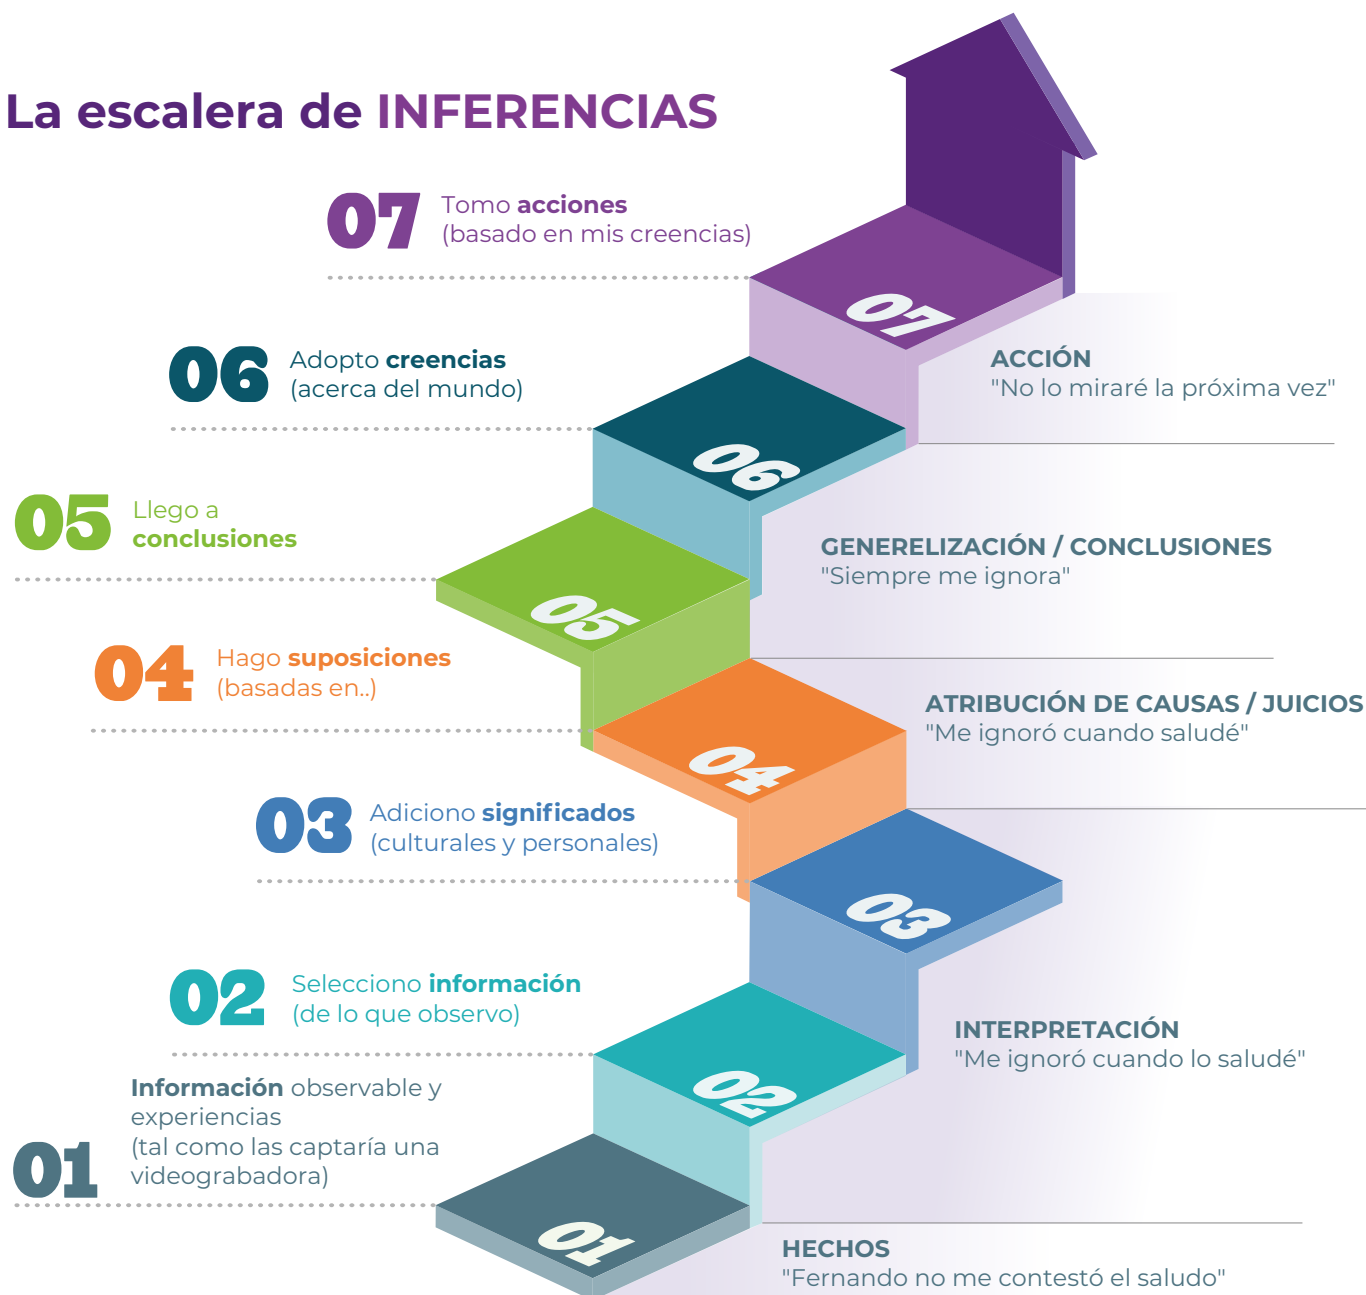 La escalera de INFERENCIAS
07
Tomo acciones
(basado en mis creencias)
07
ACCIÓN
"No lo miraré la próxima vez"
06
Adopto creencias
(acerca del mundo)
06
05
Llego a
conclusiones
GENERELIZACIÓN / CONCLUSIONES
"Siempre me ignora"
05
04
Hago suposiciones
(basadas en..)
ATRIBUCIÓN DE CAUSAS / JUICIOS
"Me ignoró cuando saludé"
04
03
Adiciono significados
(culturales y personales)
03
02
Selecciono información
(de lo que observo)
INTERPRETACIÓN
"Me ignoró cuando lo saludé"
02
01
Información observable y
experiencias
(tal como las captaría una
videograbadora)
01
HECHOS
"Fernando no me contestó el saludo"